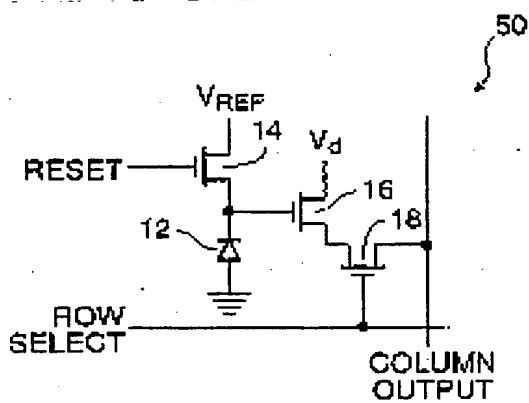 50
VREF
14
Vd
RESET
16
18
12
ROW
SELECT
COLUMN
OUTPUT